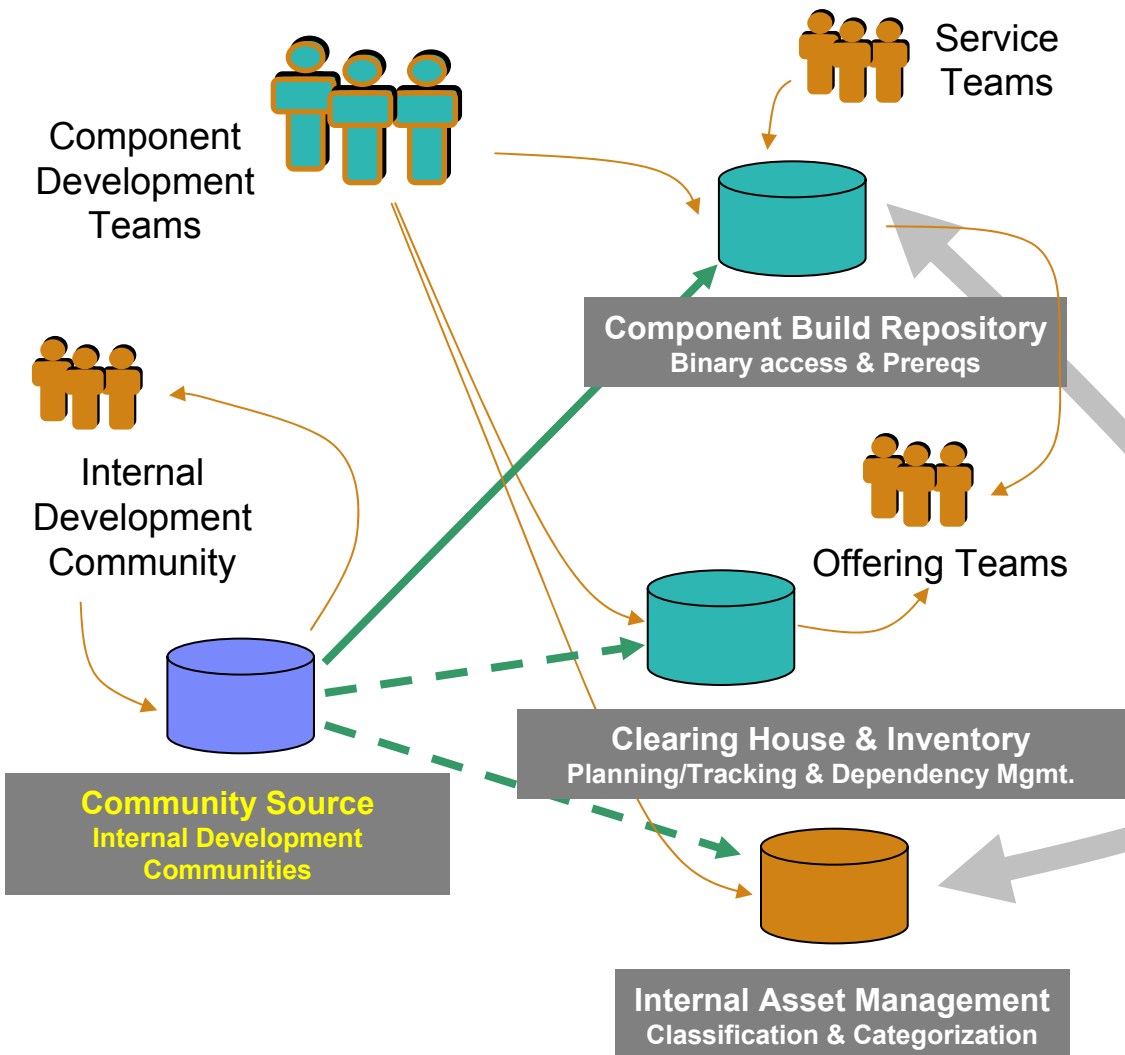 Service
Teams
Component
Development
Teams
Component Build Repository
Binary access & Prereqs
Internal
Development
Community
Offering Teams
Clearing House & Inventory
Planning/Tracking & Dependency Mgmt.
Community Source
Internal Development
Communities
Internal Asset Management
Classification & Categorization